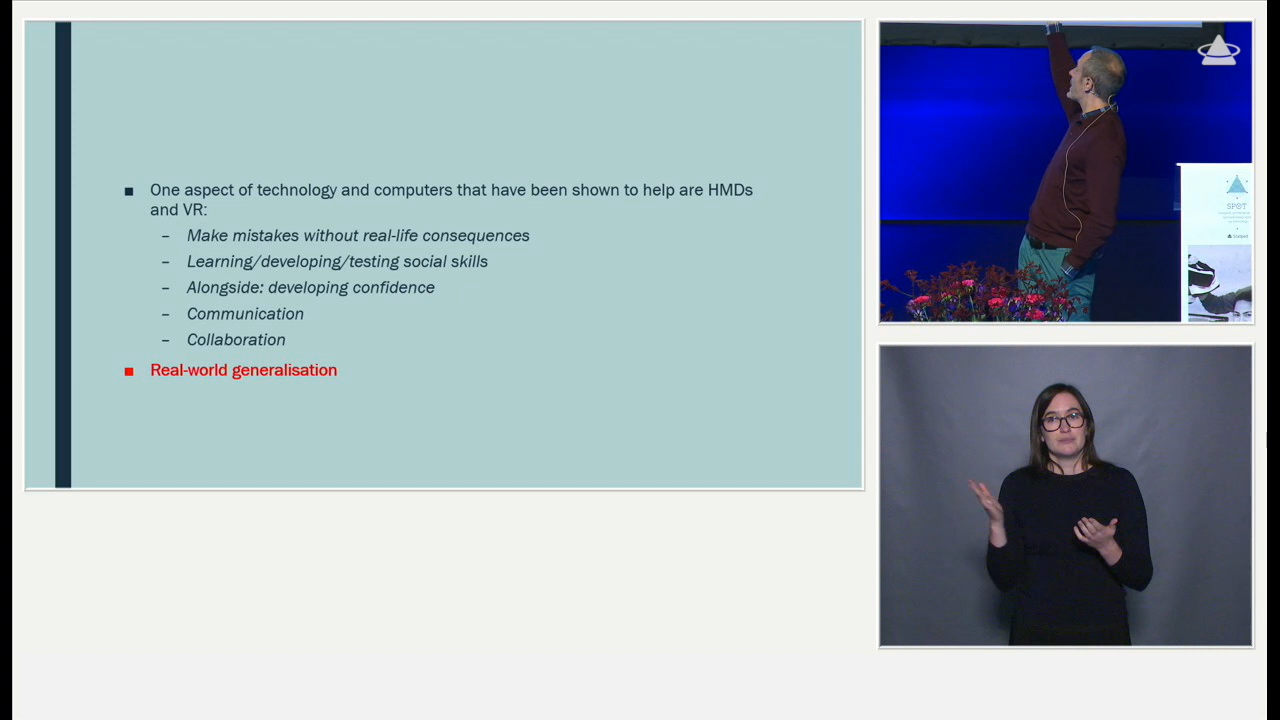 One aspect of technology and computers that have been shown to help are HMDs
and VR:
– Make mistakes without real-life consequences
– Learning/developing/testing social skills
– Alongside: developing confidence
– Communication
– Collaboration
Real-world generalisation
SPOT